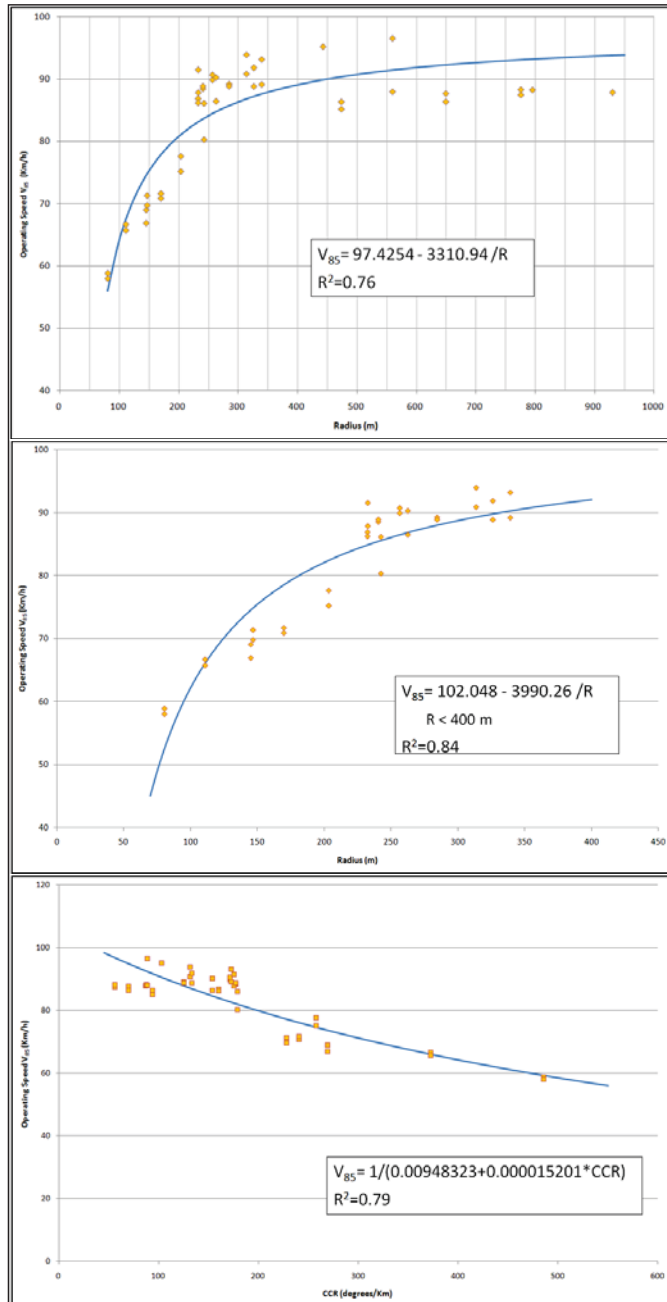 100
90
80
70
60
50
40
Operating Speed V85 (Km/h)
V85= 97.4254 - 3310.94 /R
R2=0.76
0 100 200 300 400 500 600 700 800 900 1000
Radius (m)
100
90
80
70
60
50
40
Operating Speed V85 (Km/h)
V85= 102.048 - 3990.26 /R
R < 400 m
R2=0.84
0 50 100 150 200 250 300 350 400 450
Radius (m)
120
100
80
60
40
20
0
Operating Speed V85 (Km/h)
V85= 1/(0.00948323+0.000015201*CCR)
R2=0.79
0 100 200 300 400 500 600
CCR (degrees/Km)